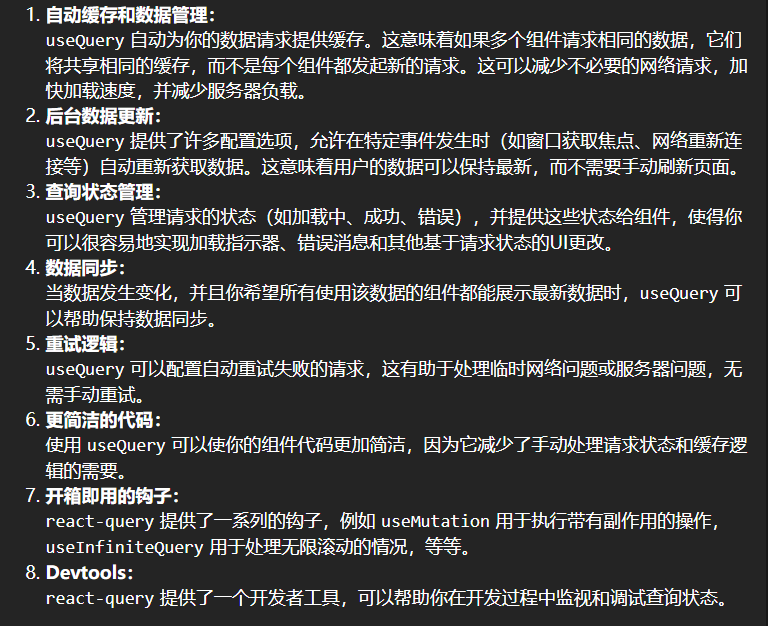 1. 自动缓存和数据管理：
useQuery 自动为你的数据请求提供缓存。这意味着如果多个组件请求相同的数据，它们
将共享相同的缓存，而不是每个组件都发起新的请求。这可以减少不必要的网络请求，加
快加载速度，并减少服务器负载。
2. 后台数据更新：
useQuery 提供了许多配置选项，允许在特定事件发生时（如窗口获取焦点、网络重新连
接等）自动重新获取数据。这意味着用户的数据可以保持最新，而不需要手动刷新页面。
3. 查询状态管理：
useQuery 管理请求的状态（如加载中、成功、错误），并提供这些状态给组件，使得你
可以很容易地实现加载指示器、错误消息和其他基于请求状态的UI更改。
4. 数据同步：
当数据发生变化，并且你希望所有使用该数据的组件都能展示最新数据时，useQuery 可
以帮助保持数据同步。
5. 重试逻辑：
useQuery 可以配置自动重试失败的请求，这有助于处理临时网络问题或服务器问题，无
需手动重试。
6. 更简洁的代码：
使用 useQuery 可以使你的组件代码更加简洁，因为它减少了手动处理请求状态和缓存逻
辑的需要。
7. 开箱即用的钩子：
react-query 提供了一系列的钩子，例如 useMutation 用于执行带有副作用的操作，
useInfiniteQuery 用于处理无限滚动的情况，等等。
8. Devtools：
react-query 提供了一个开发者工具，可以帮助你在开发过程中监视和调试查询状态。